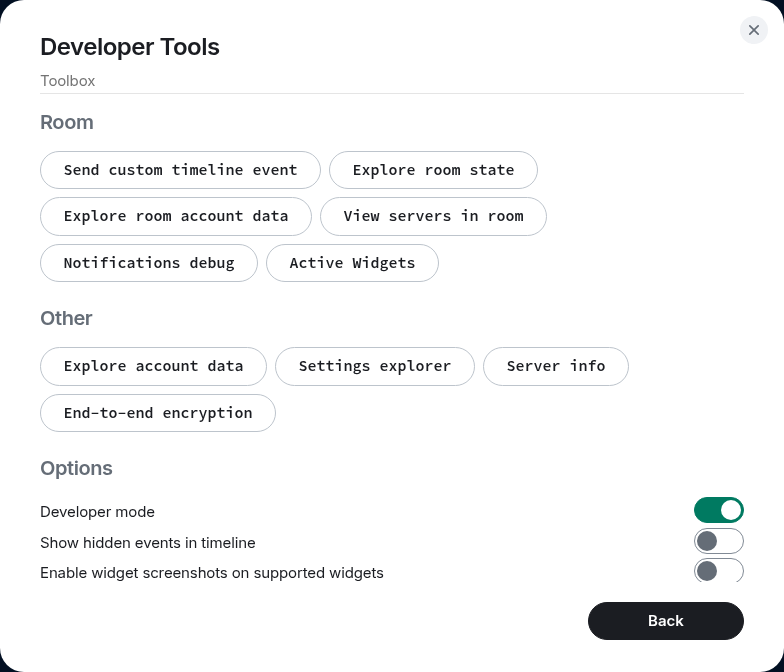 Developer Tools
Toolbox
Room
Send custom timeline event
Explore room state
Explore room account data
View servers in room
Notifications debug
Active Widgets
Other
Explore account data
Settings explorer
Server info
End-to-end encryption
Options
Developer mode
Show hidden events in timeline
Enable widget screenshots on supported widgets
Back